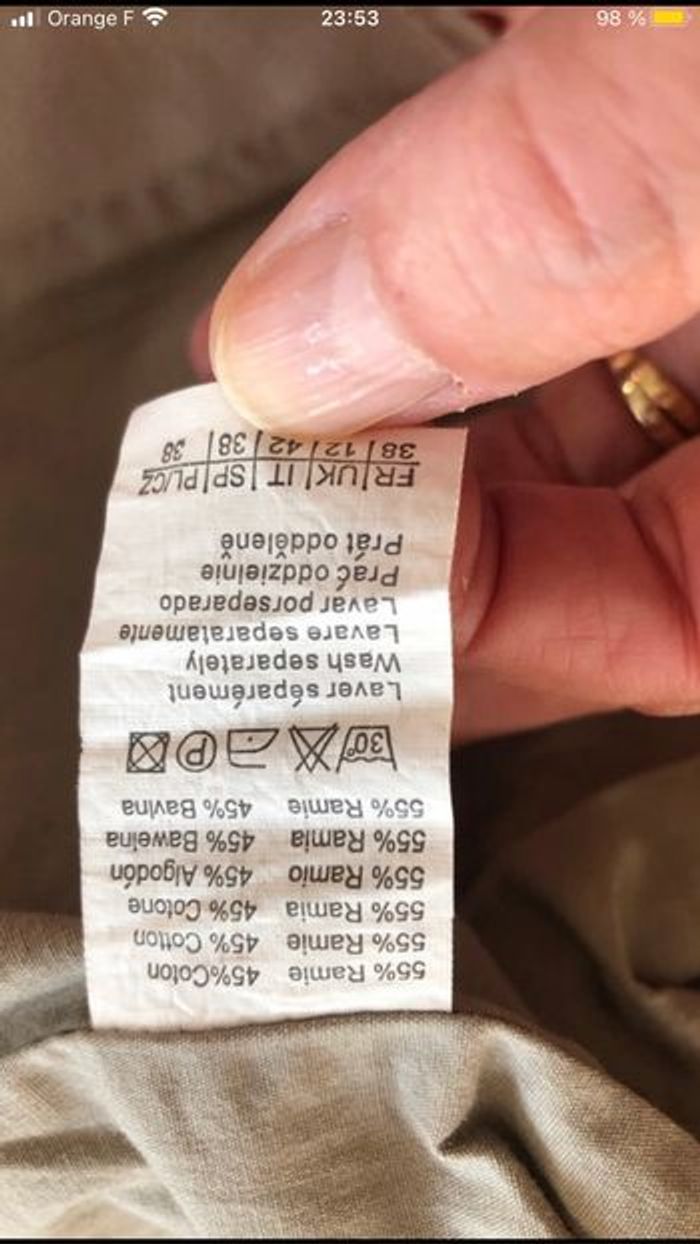 Orange F
23:53
98 %
55% Ramie 45%Coton
55% Ramie 45% Cotton
55% Ramia 45% Cotone
55% Ramio 45% Algodón
55% Ramia 45% Bawełna
55% Ramie 45% Bavlna
30° P
Laver séparément
Wash separately
Lavare separatamente
Lavar porseparado
Prać oddzielnie
Prát odděleně
FR|UK|IT|SP|PL/CZ
38|12|42|38|38